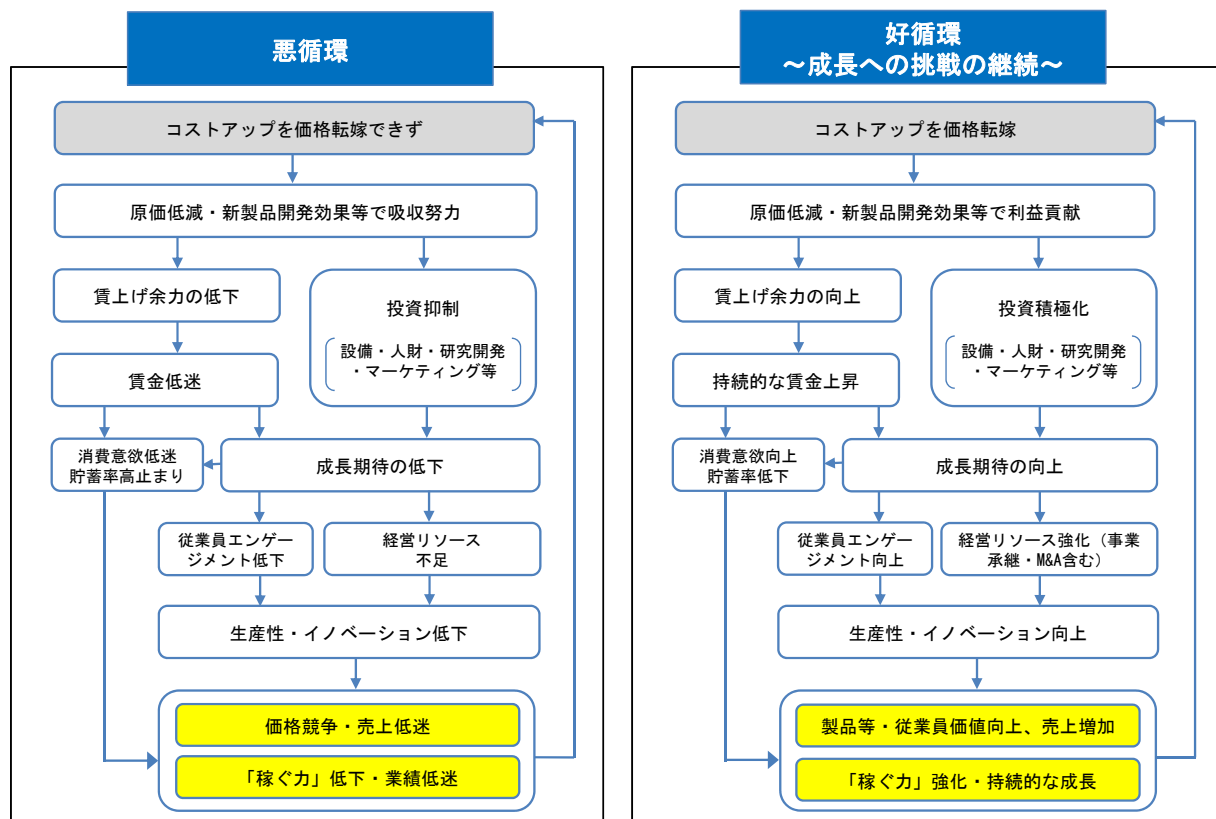 悪循環
コストアップを価格転嫁できず
原価低減・新製品開発効果等で吸収努力
賃上げ余力の低下
投資抑制
設備・人財・研究開発
・マーケティング等
賃金低迷
消費意欲低迷
貯蓄率高止まり
成長期待の低下
従業員エンゲー
ジメント低下
経営リソース
不足
生産性・イノベーション低下
価格競争・売上低迷
「稼ぐ力」低下・業績低迷
好循環
～成長への挑戦の継続～
コストアップを価格転嫁
原価低減・新製品開発効果等で利益貢献
賃上げ余力の向上
投資積極化
設備・人財・研究開発
・マーケティング等
持続的な賃金上昇
消費意欲向上
貯蓄率低下
成長期待の向上
従業員エンゲー
ジメント向上
経営リソース強化（事業
承継・M&A含む）
生産性・イノベーション向上
製品等・従業員価値向上、売上増加
「稼ぐ力」強化・持続的な成長